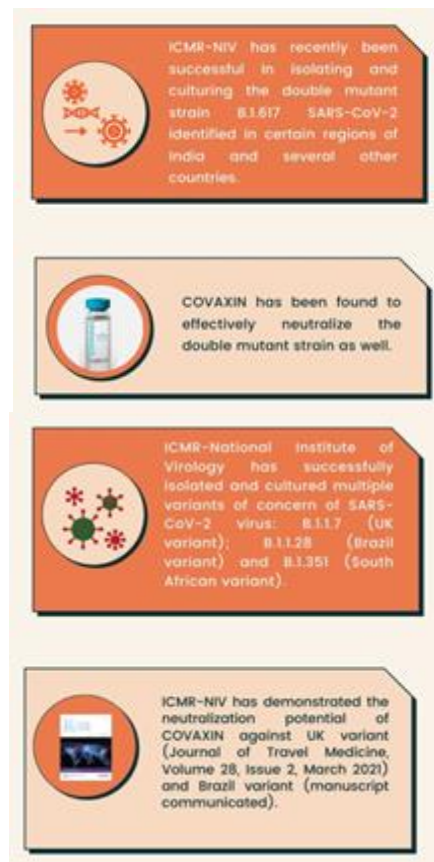 ICMR-NIV has recently been
successful in isolating and
culturing the double mutant
strain B.1.617 SARS-CoV-2
identified in certain regions of
India and several other
countries.
COVAXIN has been found to
effectively neutralize the
double mutant strain as well.
ICMR-National Institute of
Virology has successfully
isolated and cultured multiple
variants of concern of SARS-
CoV-2 virus: B.1.1.7 (UK
variant); B.1.1.28 (Brazil
variant) and B.1.351 (South
African variant).
ICMR-NIV has demonstrated the
neutralization potential of
COVAXIN against UK variant
(Journal of Travel Medicine,
Volume 28, Issue 2, March 2021)
and Brazil variant (manuscript
communicated).